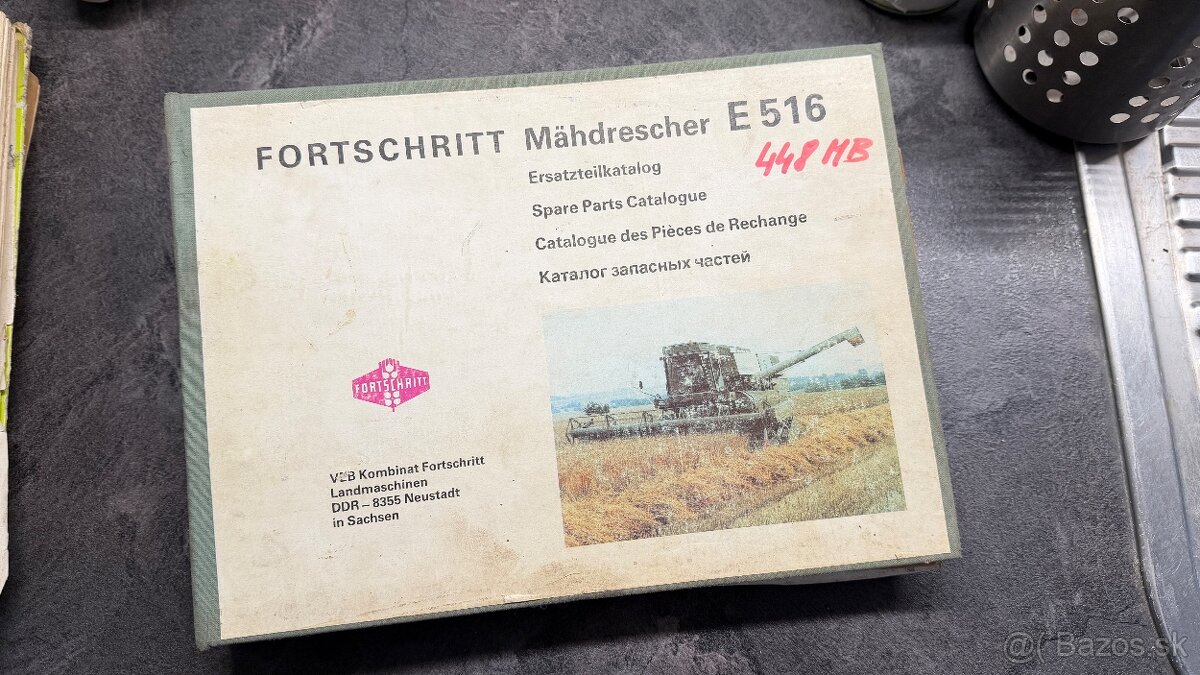 FORTSCHRITT Mähdrescher E 516
448 MB
Ersatzteilkatalog
Spare Parts Catalogue
Catalogue des Pièces de Rechange
Каталог запасных частей
FORTSCHRITT
VEB Kombinat Fortschritt
Landmaschinen
DDR – 8355 Neustadt
in Sachsen
@( Bazos.sk